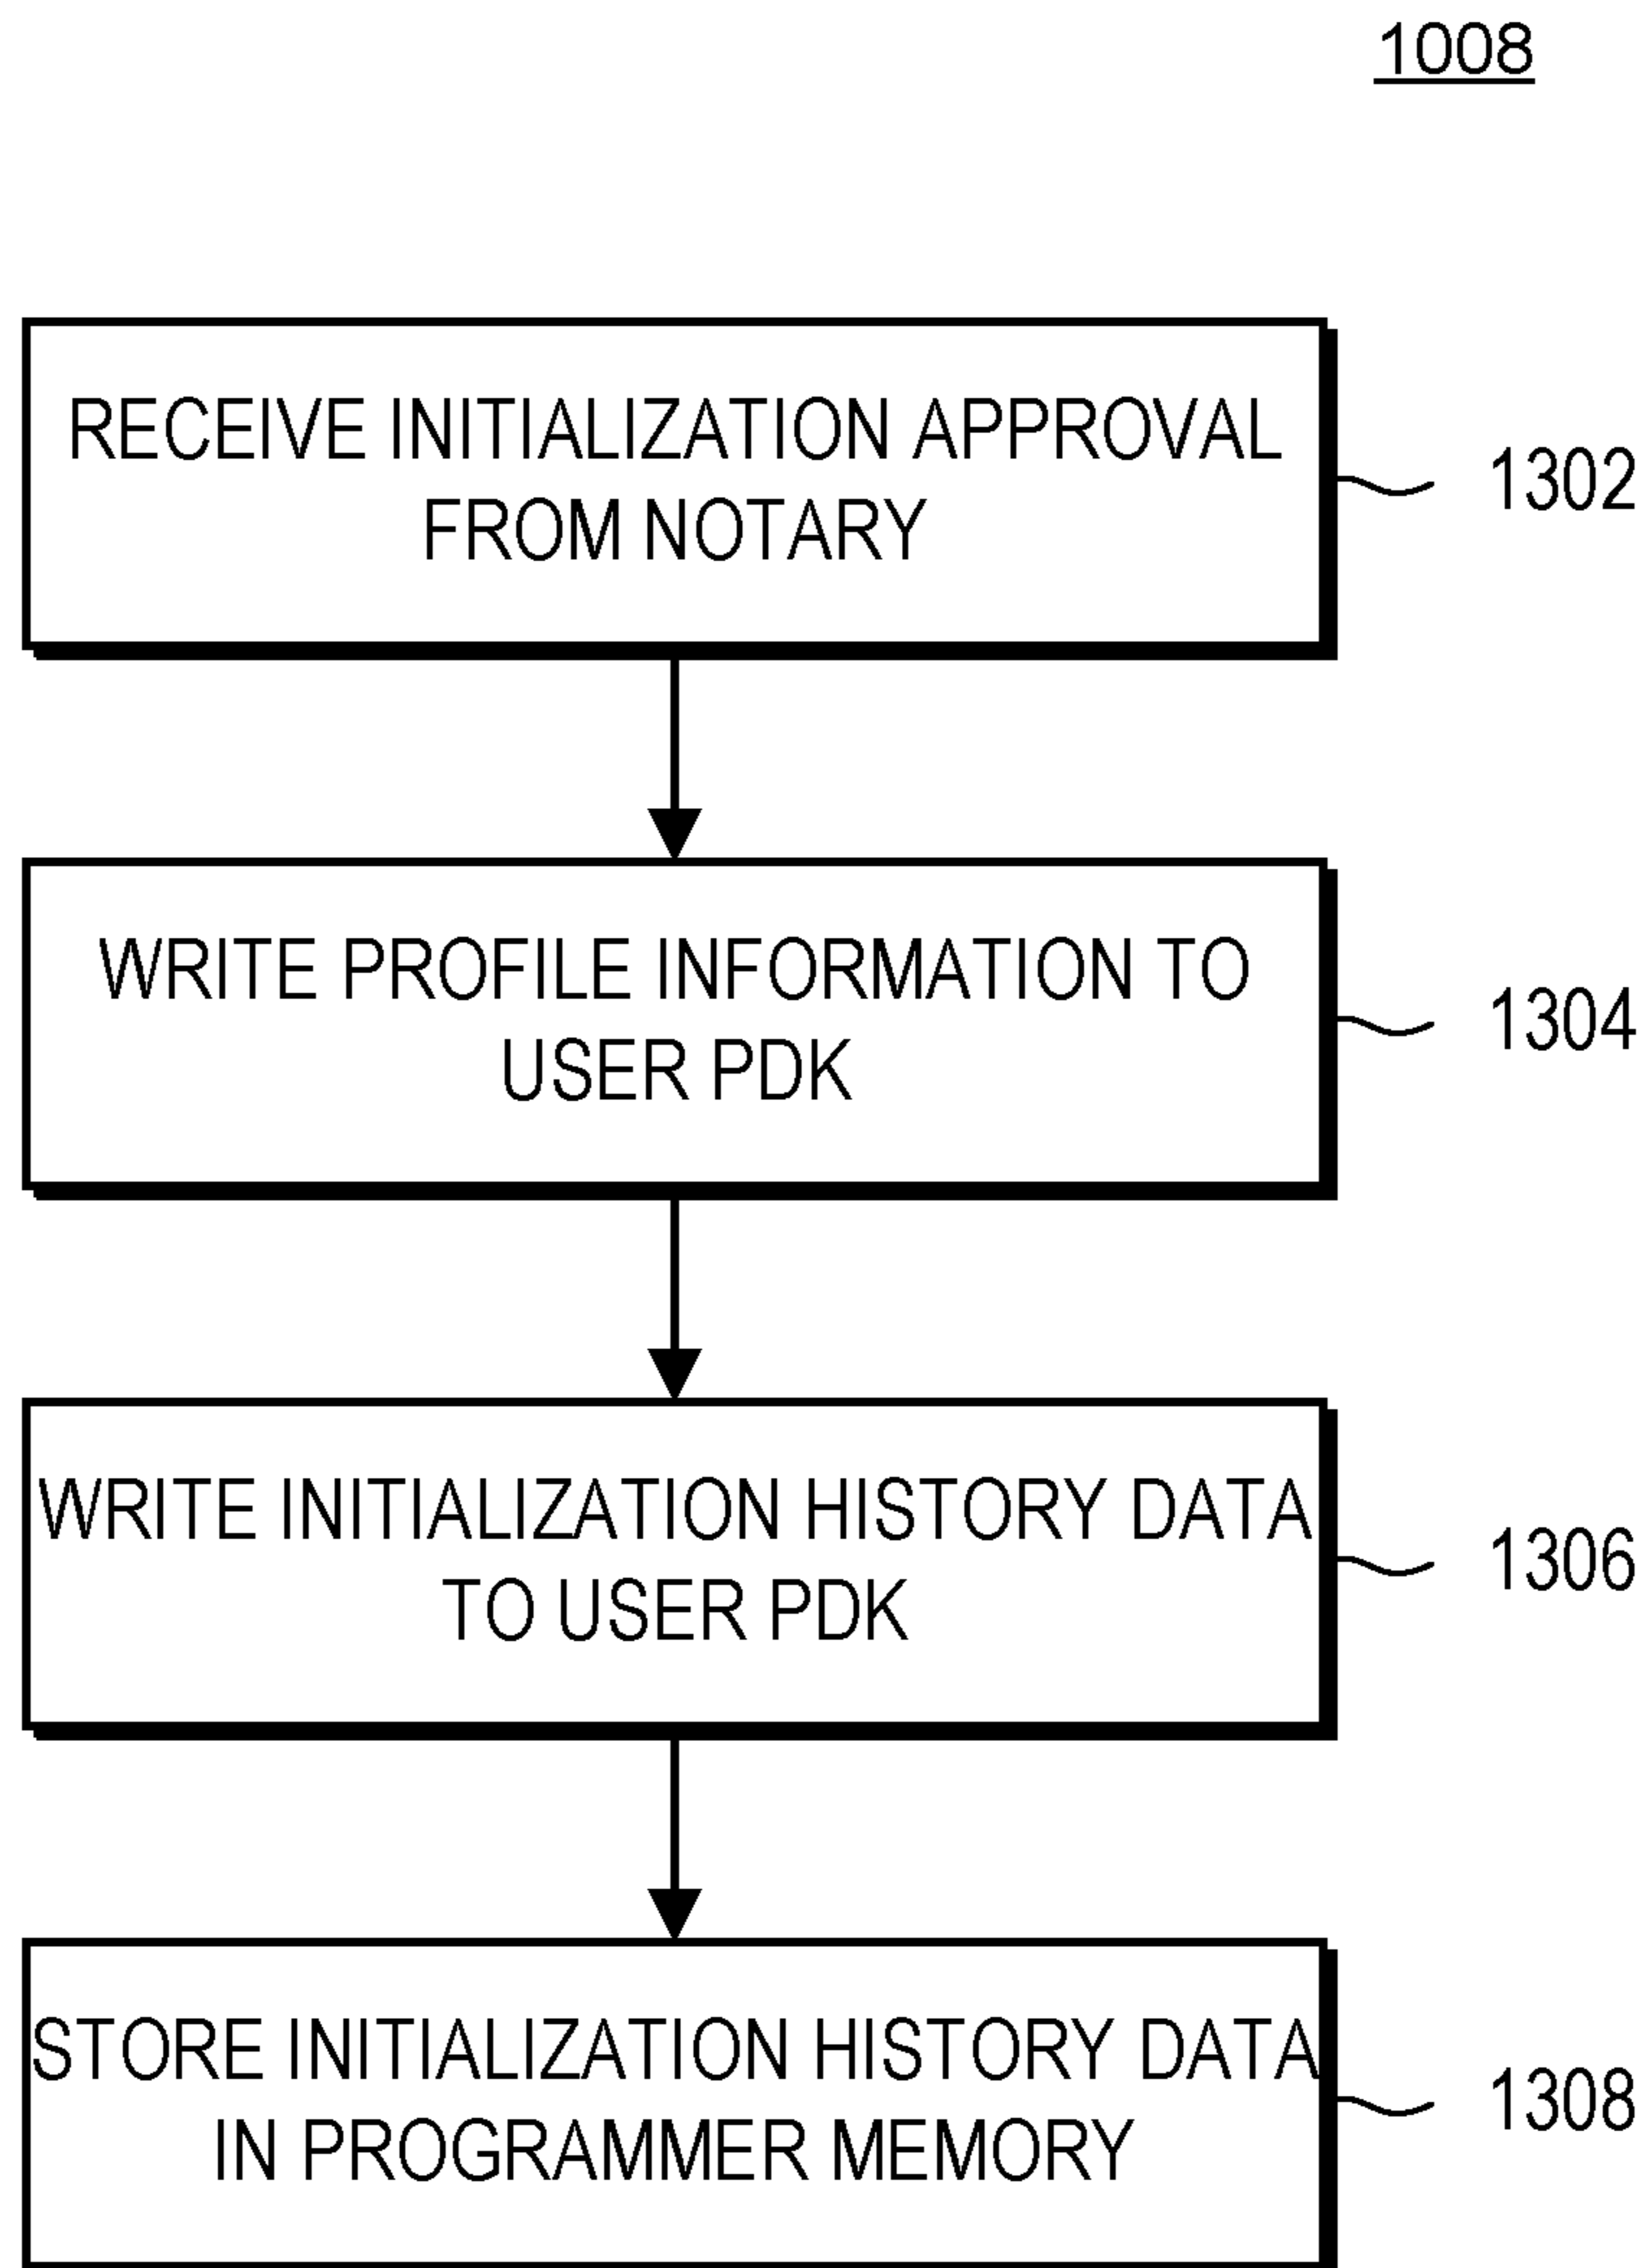 1008
RECEIVE INITIALIZATION APPROVAL
FROM NOTARY
1302
WRITE PROFILE INFORMATION TO
USER PDK
1304
WRITE INITIALIZATION HISTORY DATA
TO USER PDK
1306
STORE INITIALIZATION HISTORY DATA
IN PROGRAMMER MEMORY
1308